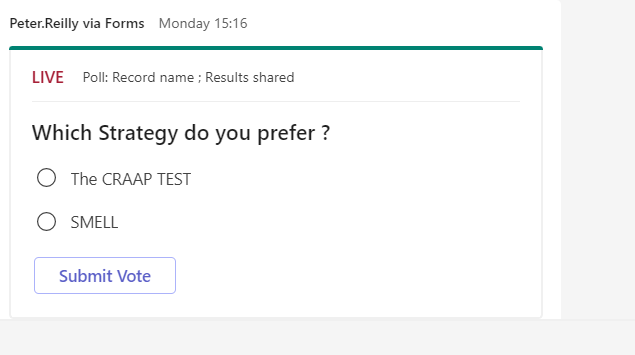 Peter.Reilly via Forms Monday 15:16
LIVE Poll: Record name ; Results shared
Which Strategy do you prefer ?
The CRAAP TEST
SMELL
Submit Vote